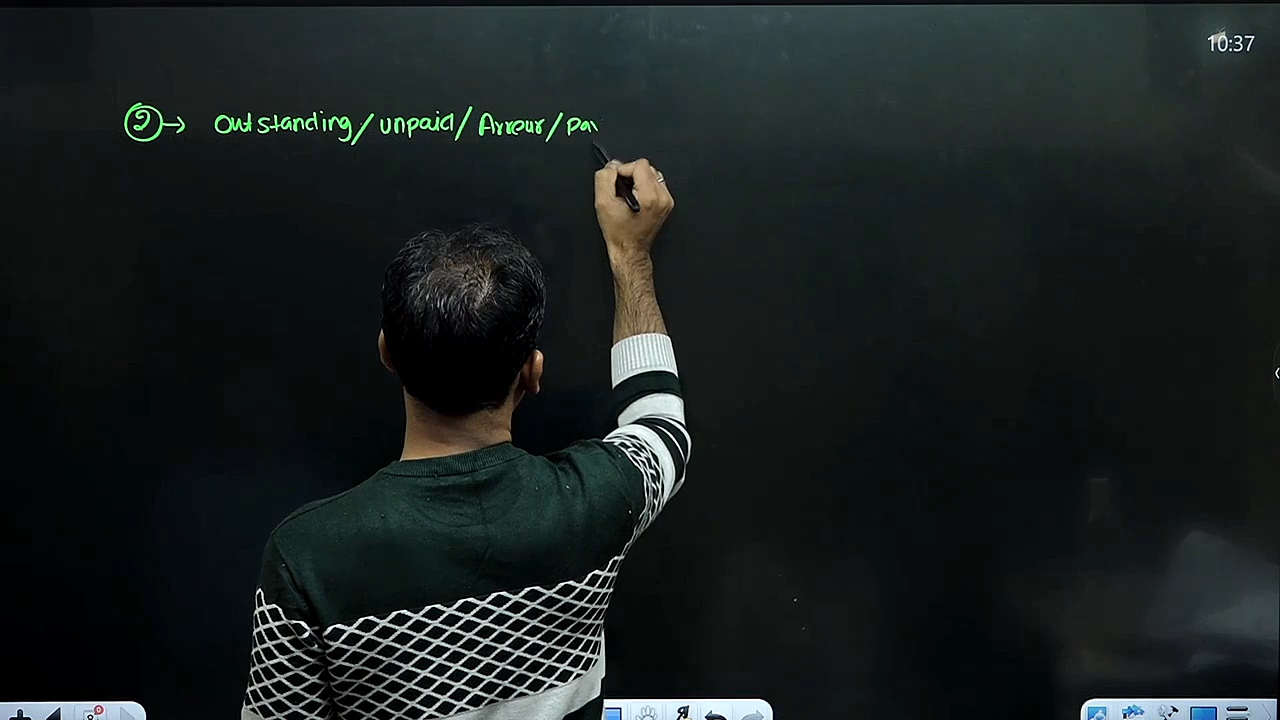 10:37
② → Outstanding / unpaid / Arrear / pa